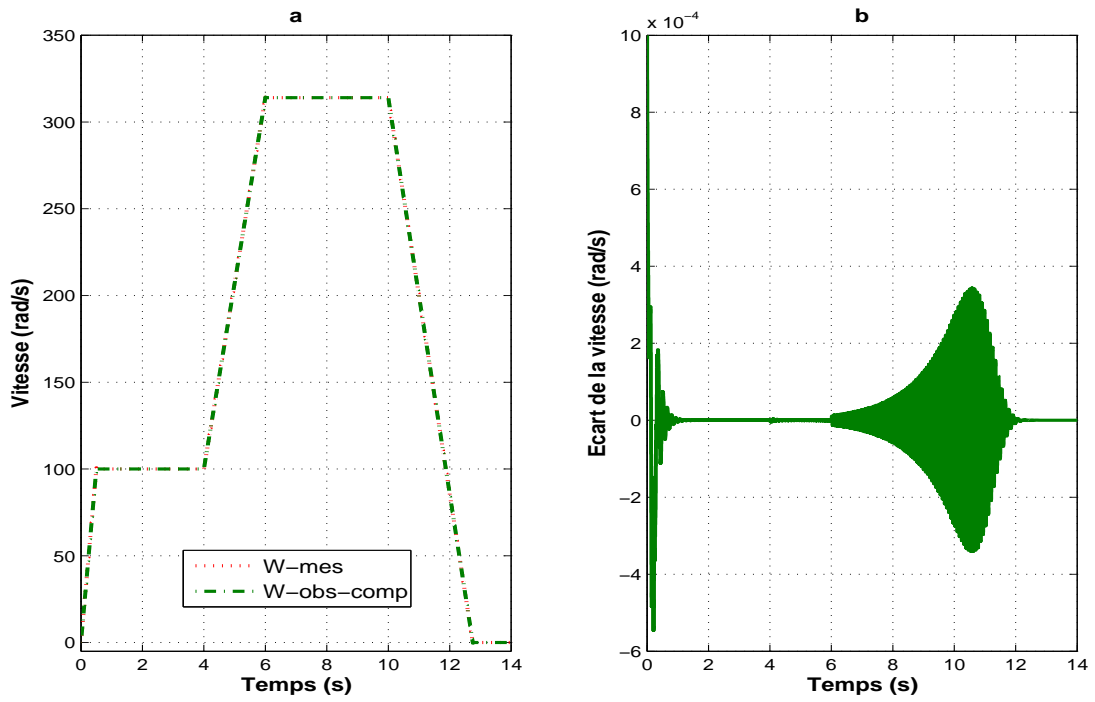 a
350
300
250
200
150
100
50
0
Vitesse (rad/s)
W-mes
W-obs-comp
0 2 4 6 8 10 12 14
Temps (s)
b
x 10⁻⁴
10
8
6
4
2
0
−2
−4
−6
Ecart de la vitesse (rad/s)
0 2 4 6 8 10 12 14
Temps (s)